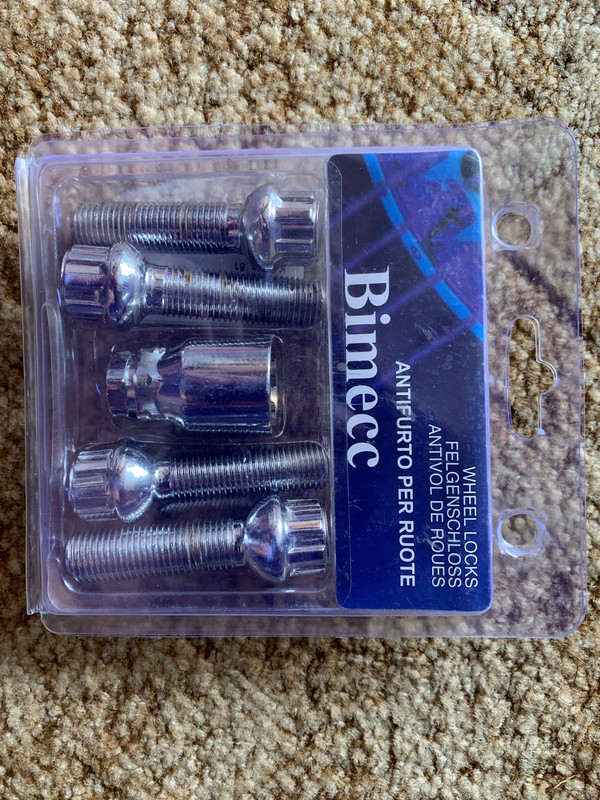 Bimecc
ANTIFURTO PER RUOTE
WHEEL LOCKS
FELGENSCHLOSS
ANTIVOL DE ROUES